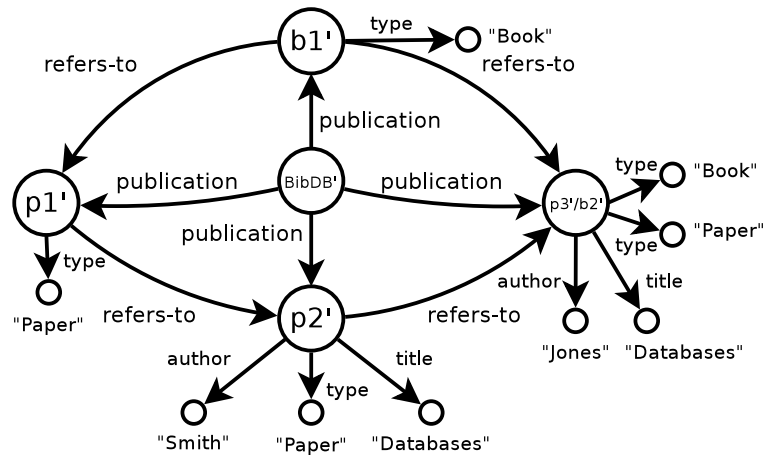 type
b1'
"Book"
refers-to
refers-to
publication
type
"Book"
publication
BibDB'
publication
p1'
p3'/b2'
"Paper"
publication
type
type
author
title
refers-to
p2'
refers-to
"Paper"
"Jones"
"Databases"
author
title
type
"Smith"
"Paper"
"Databases"